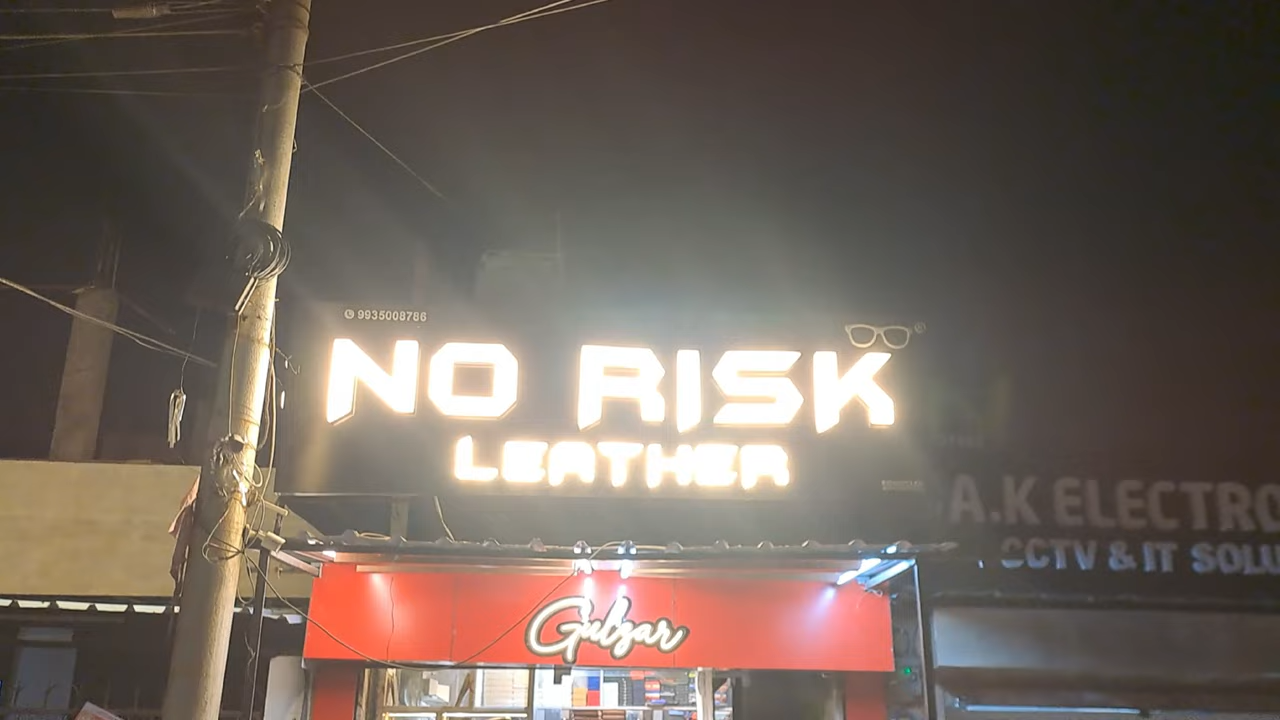 9935008786
NO RISK
LEATHER
A.K ELECTRO
CCTV & IT SOLU
Gulzar